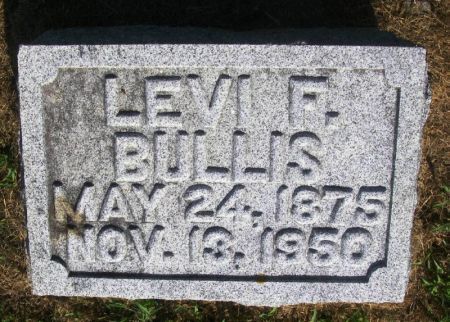 LEVI F.
BULLIS
MAY 24, 1875
NOV. 13, 1950